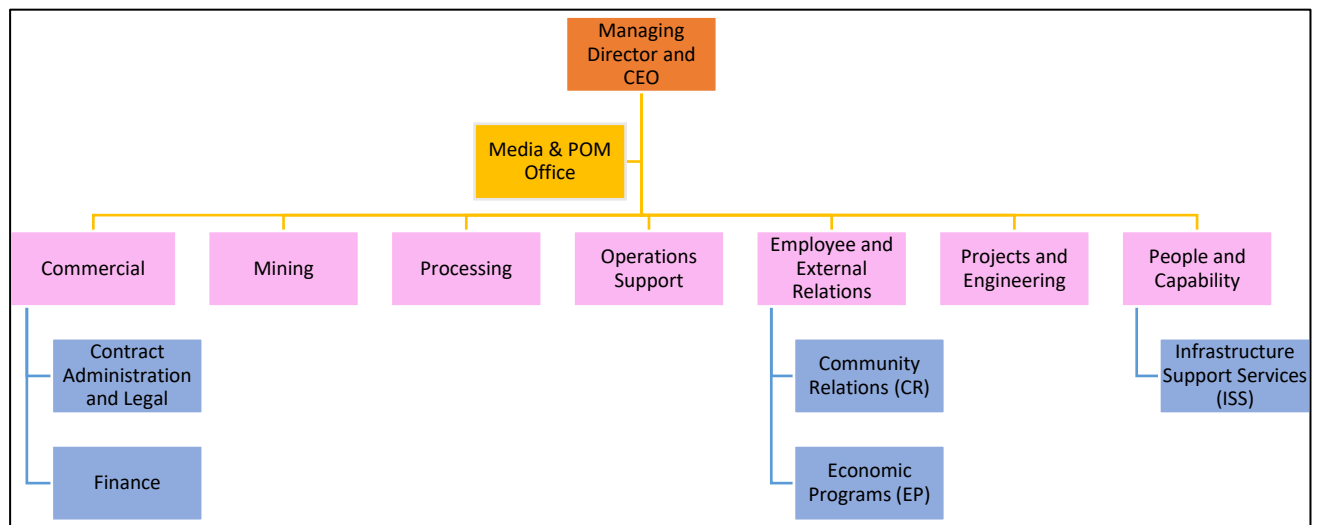 Managing
Director and
CEO
Media & POM
Office
Commercial
Mining
Processing
Operations
Support
Employee and
External
Relations
Projects and
Engineering
People and
Capability
Contract
Administration
and Legal
Community
Relations (CR)
Infrastructure
Support Services
(ISS)
Finance
Economic
Programs (EP)